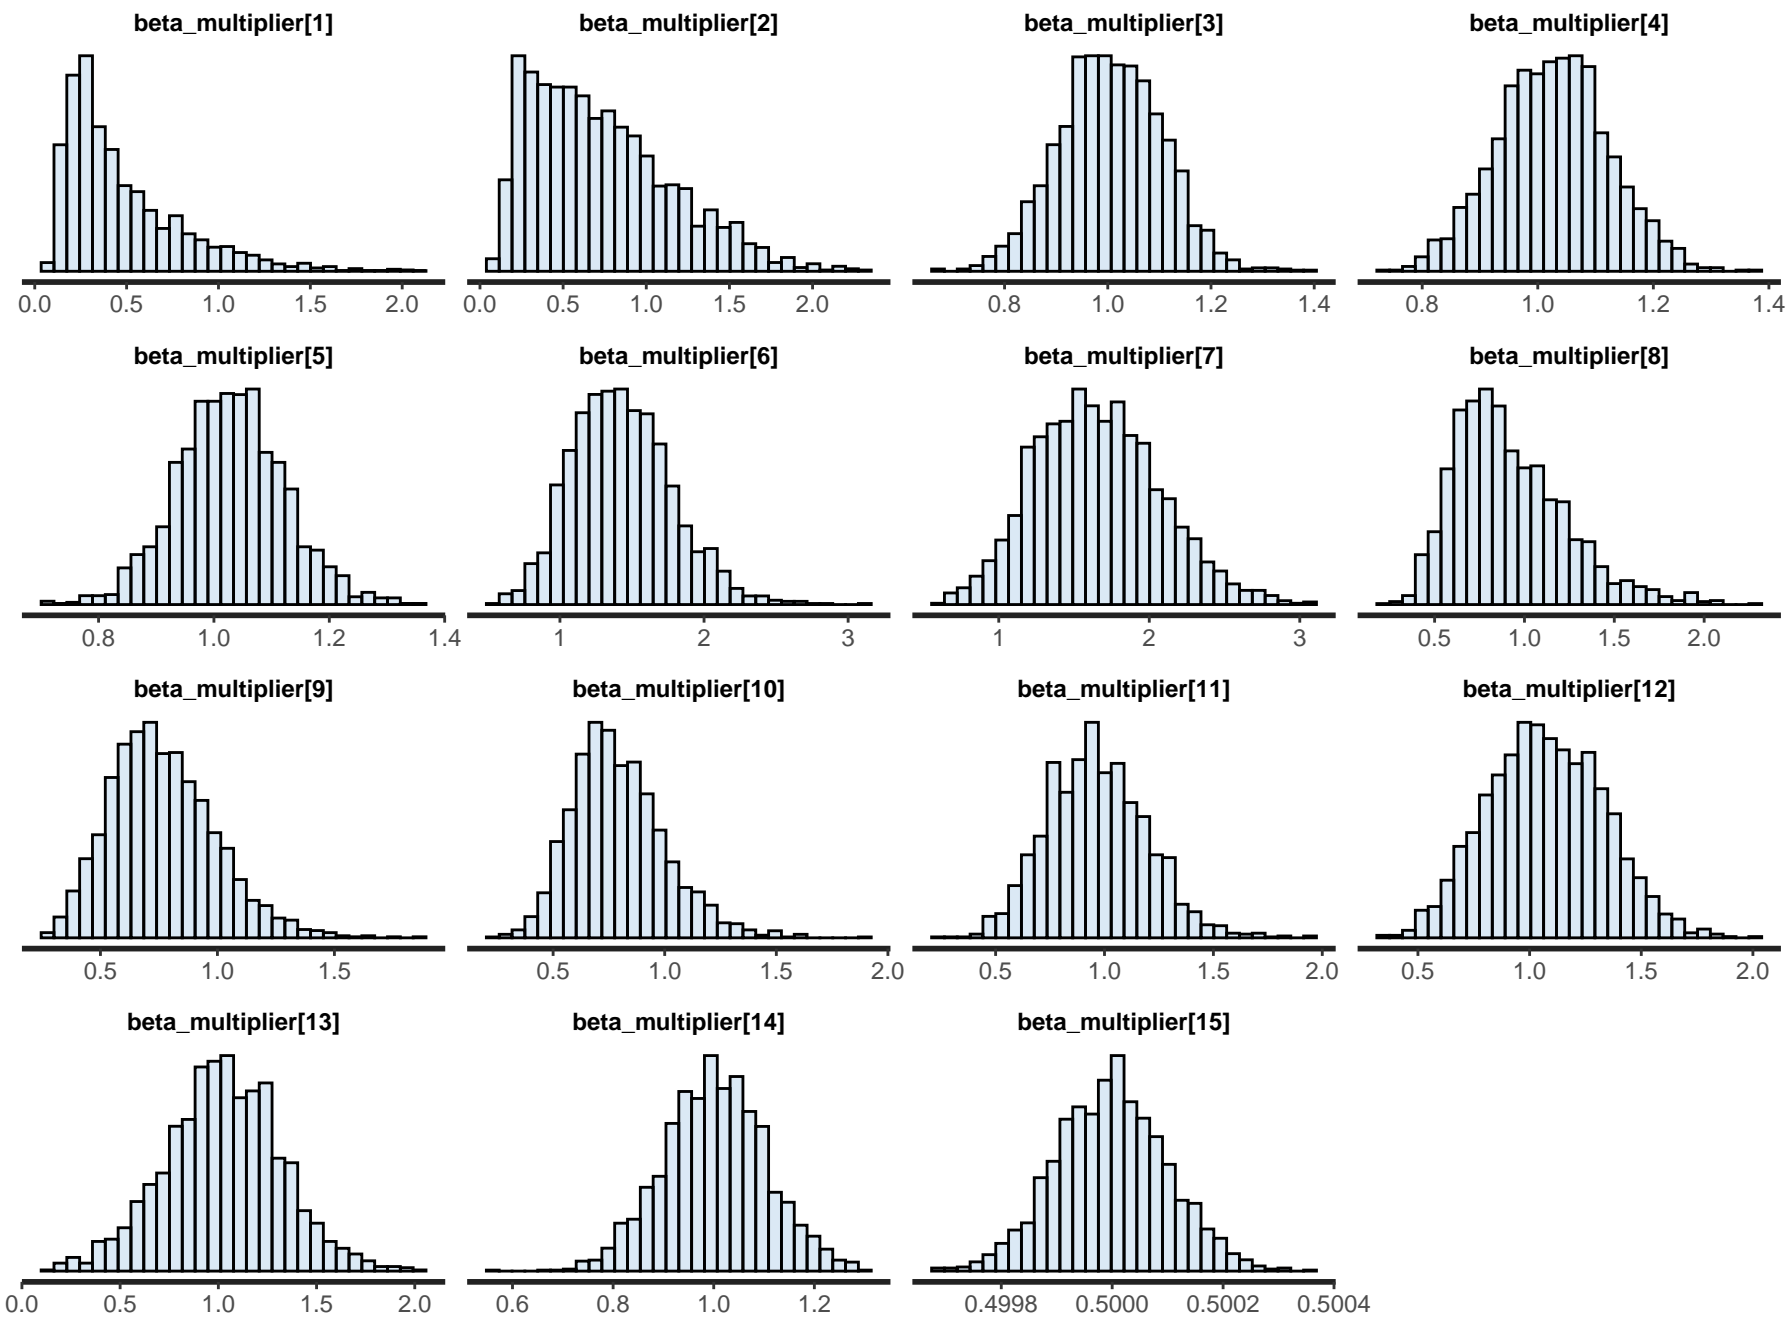 beta_multiplier[1] beta_multiplier[2] beta_multiplier[3] beta_multiplier[4]
0.0 0.5 1.0 1.5 2.0 0.0 0.5 1.0 1.5 2.0 0.8 1.0 1.2 1.4 0.8 1.0 1.2 1.4
beta_multiplier[5] beta_multiplier[6] beta_multiplier[7] beta_multiplier[8]
0.8 1.0 1.2 1.4 1 2 3 1 2 3 0.5 1.0 1.5 2.0
beta_multiplier[9] beta_multiplier[10] beta_multiplier[11] beta_multiplier[12]
0.5 1.0 1.5 0.5 1.0 1.5 2.0 0.5 1.0 1.5 2.0 0.5 1.0 1.5 2.0
beta_multiplier[13] beta_multiplier[14] beta_multiplier[15]
0.0 0.5 1.0 1.5 2.0 0.6 0.8 1.0 1.2 0.4998 0.5000 0.5002 0.5004